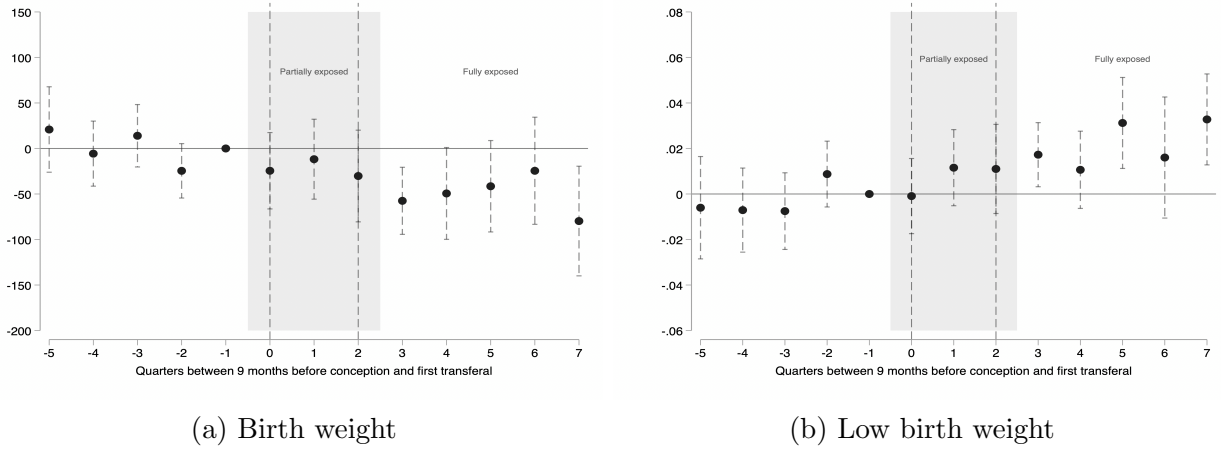 150
100
50
0
-50
-100
-150
-200
Partially exposed
Fully exposed
-5 -4 -3 -2 -1 0 1 2 3 4 5 6 7
Quarters between 9 months before conception and first transferal
(a) Birth weight
.08
.06
.04
.02
0
-.02
-.04
-.06
Partially exposed
Fully exposed
-5 -4 -3 -2 -1 0 1 2 3 4 5 6 7
Quarters between 9 months before conception and first transferal
(b) Low birth weight